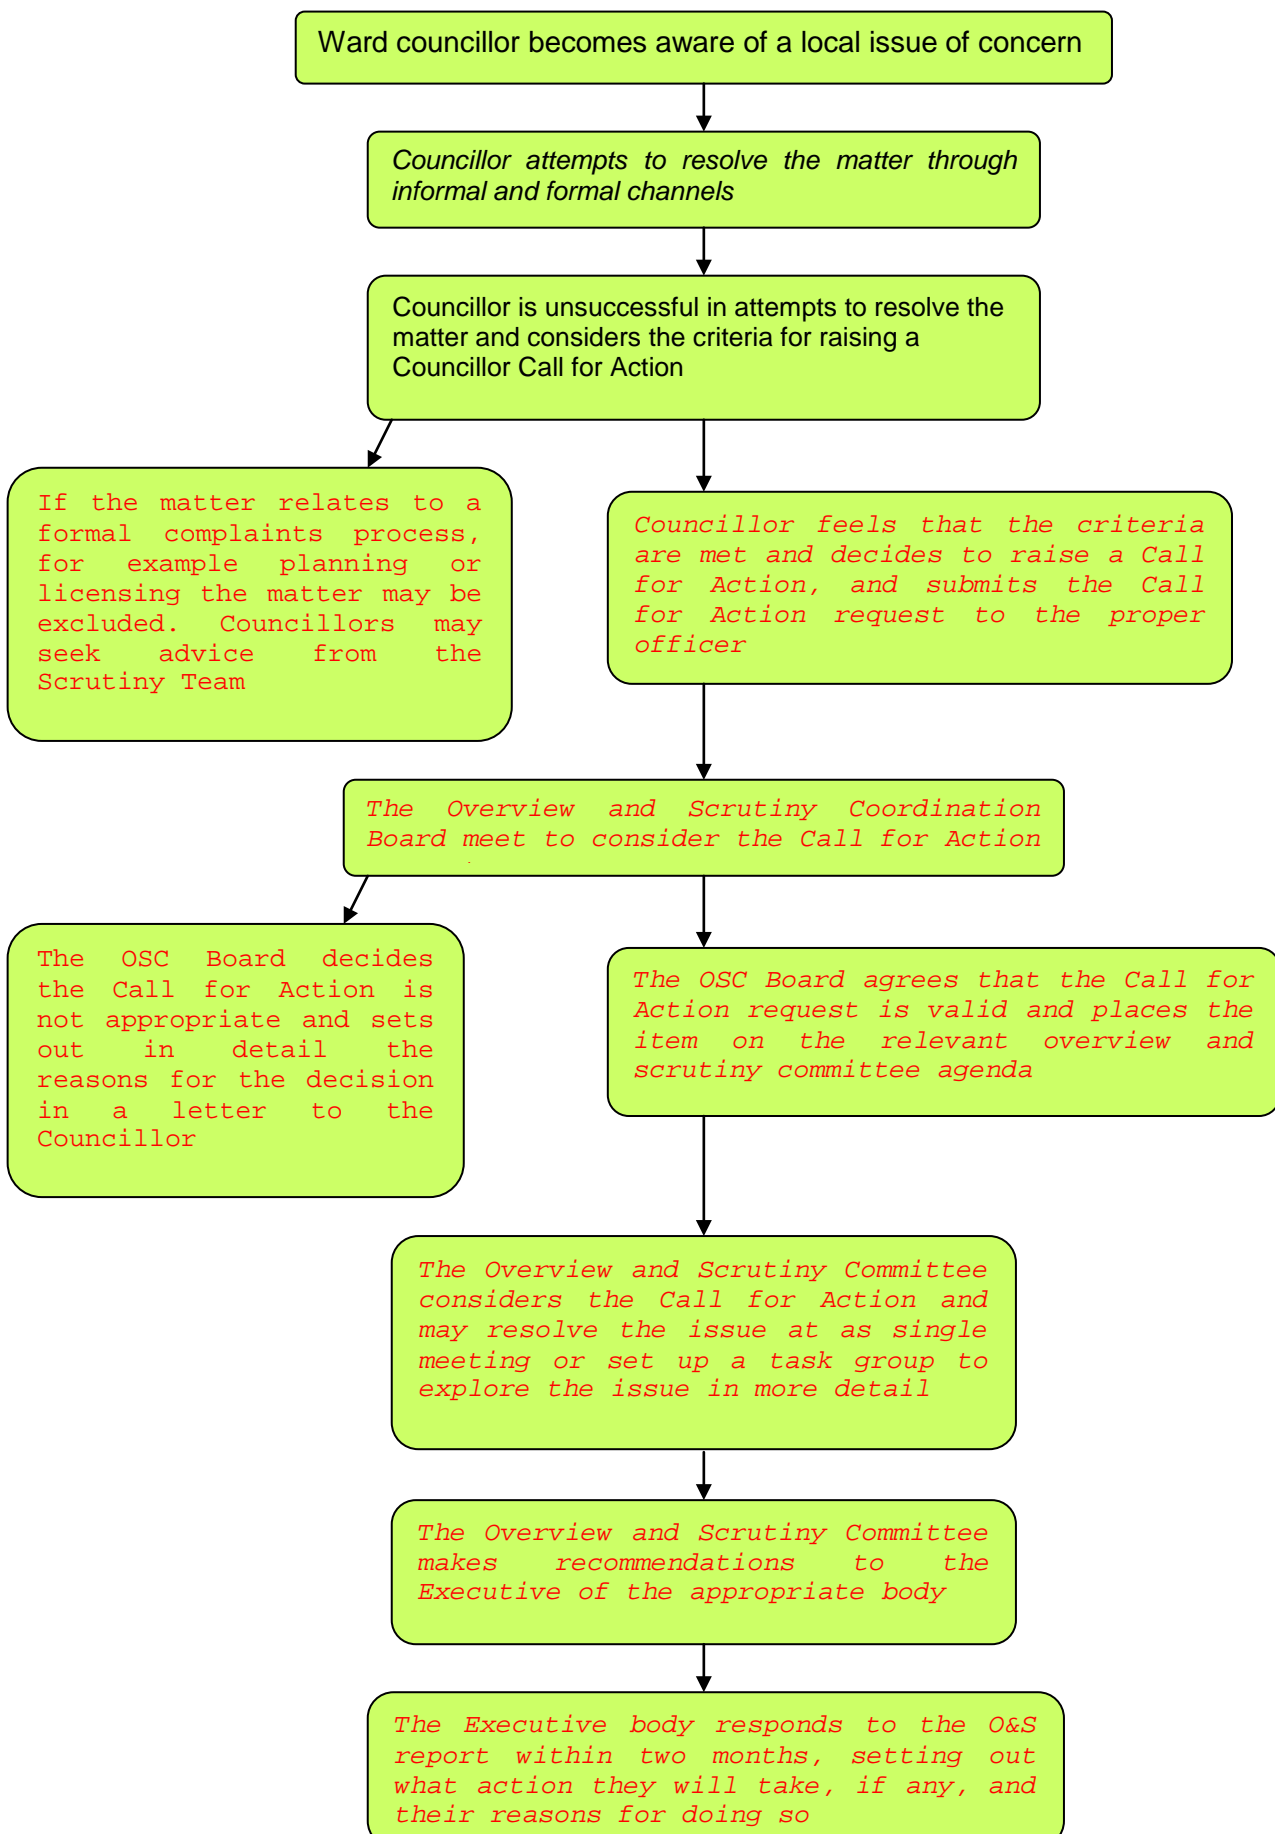 Ward councillor becomes aware of a local issue of concern
Councillor attempts to resolve the matter through
informal and formal channels
Councillor is unsuccessful in attempts to resolve the
matter and considers the criteria for raising a
Councillor Call for Action
If the matter relates to a
formal complaints process,
for example planning or
licensing the matter may be
excluded. Councillors may
seek advice from the
Scrutiny Team
Councillor feels that the criteria
are met and decides to raise a Call
for Action, and submits the Call
for Action request to the proper
officer
The Overview and Scrutiny Coordination
Board meet to consider the Call for Action
The OSC Board decides
the Call for Action is
not appropriate and sets
out in detail the
reasons for the decision
in a letter to the
Councillor
The OSC Board agrees that the Call for
Action request is valid and places the
item on the relevant overview and
scrutiny committee agenda
The Overview and Scrutiny Committee
considers the Call for Action and
may resolve the issue at as single
meeting or set up a task group to
explore the issue in more detail
The Overview and Scrutiny Committee
makes recommendations to the
Executive of the appropriate body
The Executive body responds to the O&S
report within two months, setting out
what action they will take, if any, and
their reasons for doing so